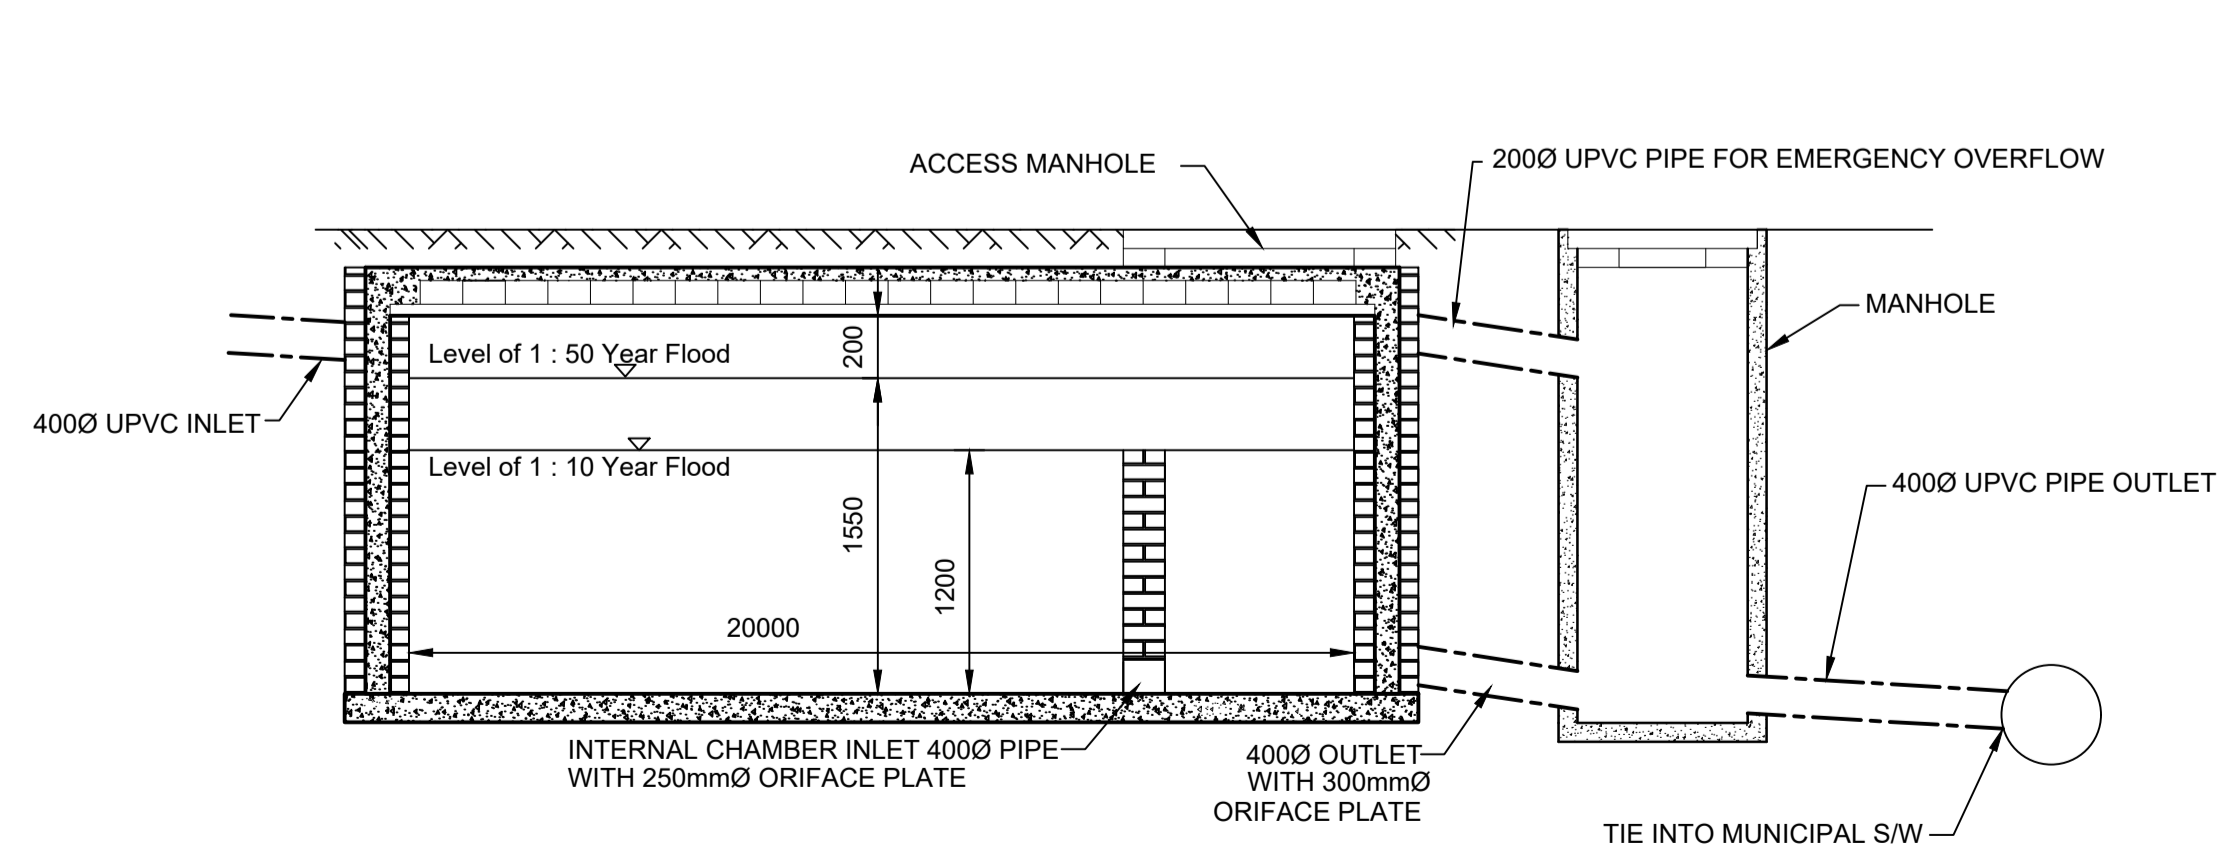 ACCESS MANHOLE
200Ø UPVC PIPE FOR EMERGENCY OVERFLOW
MANHOLE
Level of 1 : 50 Year Flood
200
400Ø UPVC INLET
Level of 1 : 10 Year Flood
400Ø UPVC PIPE OUTLET
1550
1200
20000
INTERNAL CHAMBER INLET 400Ø PIPE
WITH 250mmØ ORIFACE PLATE
400Ø OUTLET
WITH 300mmØ
ORIFACE PLATE
TIE INTO MUNICIPAL S/W